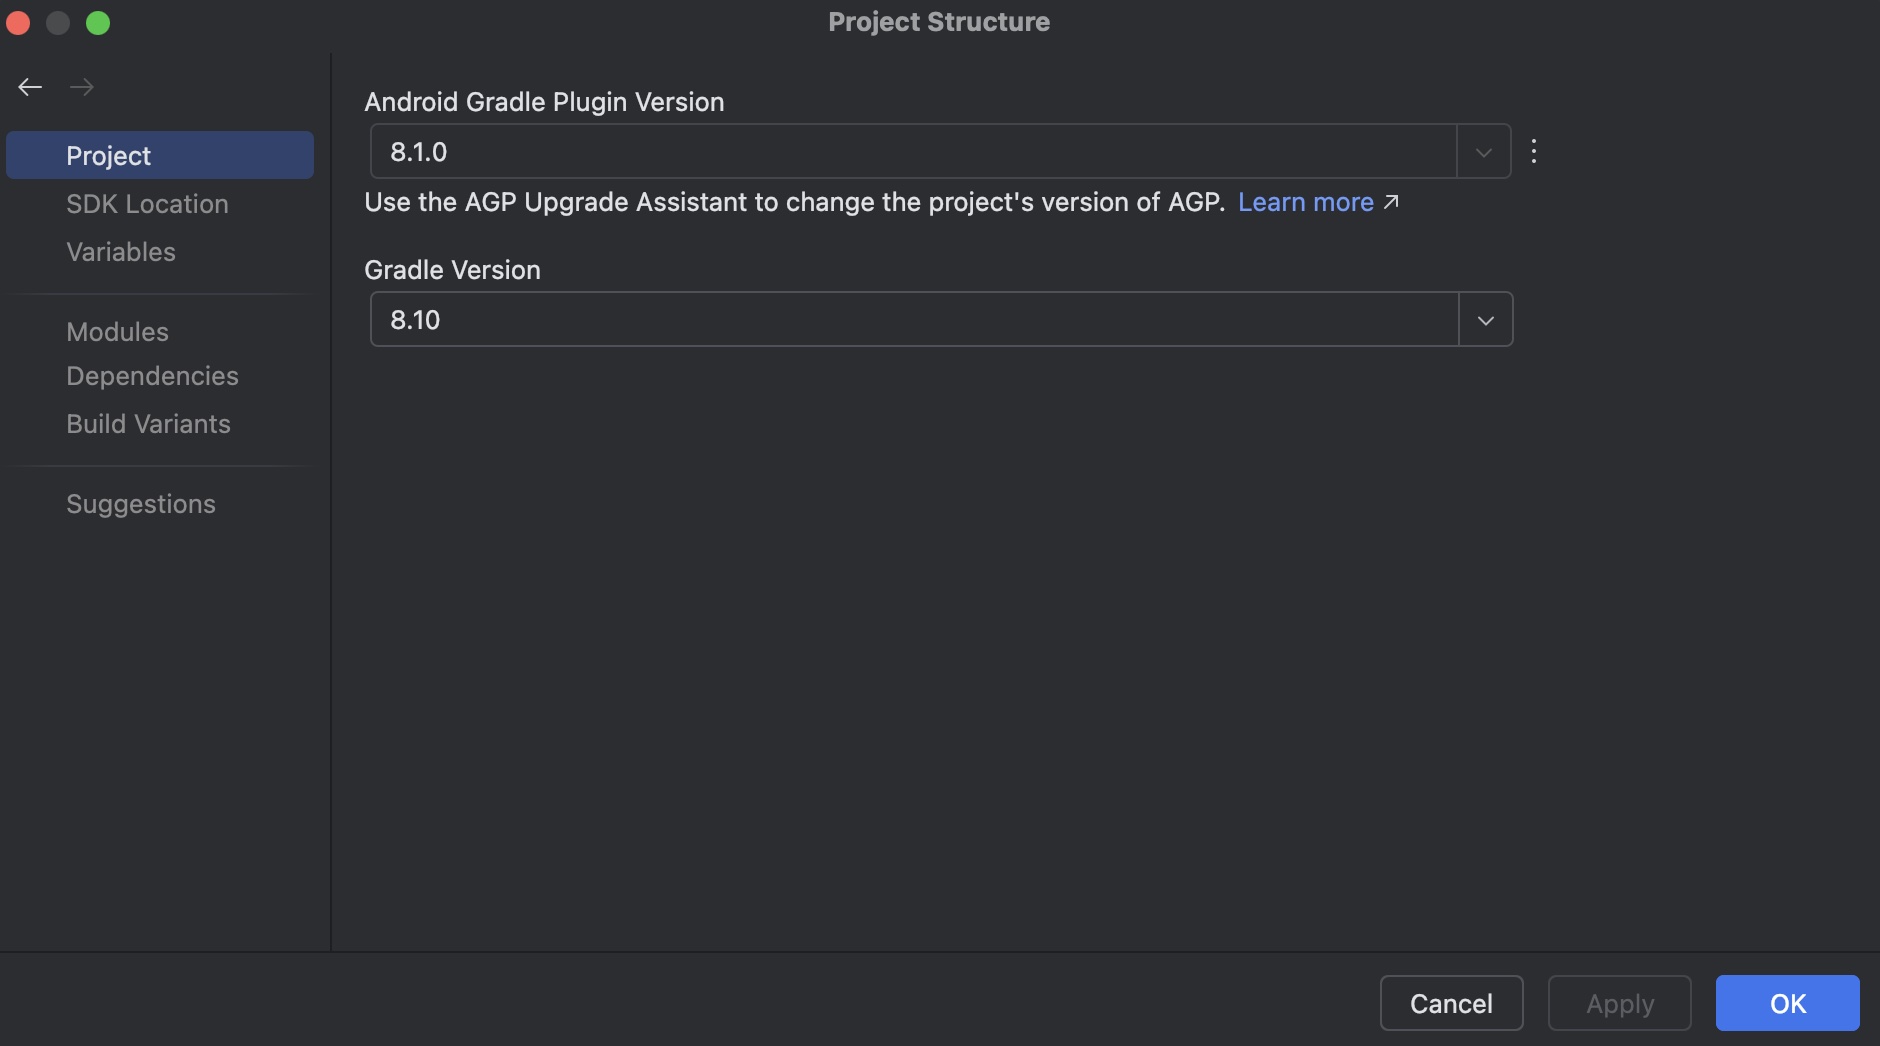 Project Structure
Project
SDK Location
Variables
Modules
Dependencies
Build Variants
Suggestions
Android Gradle Plugin Version
8.1.0
Use the AGP Upgrade Assistant to change the project's version of AGP. Learn more
Gradle Version
8.10
Cancel
Apply
OK